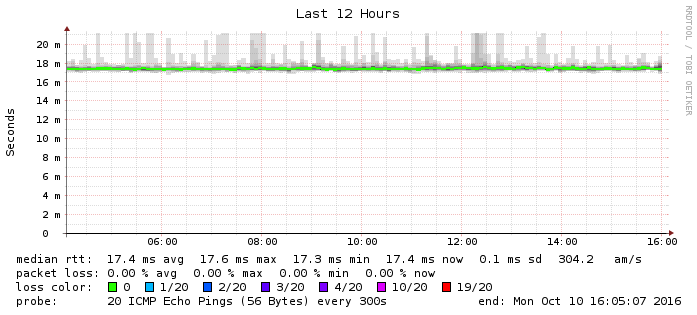 Last 12 Hours
RRDTOOL / TOBI OETIKER
Seconds
20 m
18 m
16 m
14 m
12 m
10 m
8 m
6 m
4 m
2 m
0
06:00 08:00 10:00 12:00 14:00 16:00
median rtt: 17.4 ms avg 17.6 ms max 17.3 ms min 17.4 ms now 0.1 ms sd 304.2 am/s
packet loss: 0.00 % avg 0.00 % max 0.00 % min 0.00 % now
loss color: 0 1/20 2/20 3/20 4/20 10/20 19/20
probe: 20 ICMP Echo Pings (56 Bytes) every 300s end: Mon Oct 10 16:05:07 2016